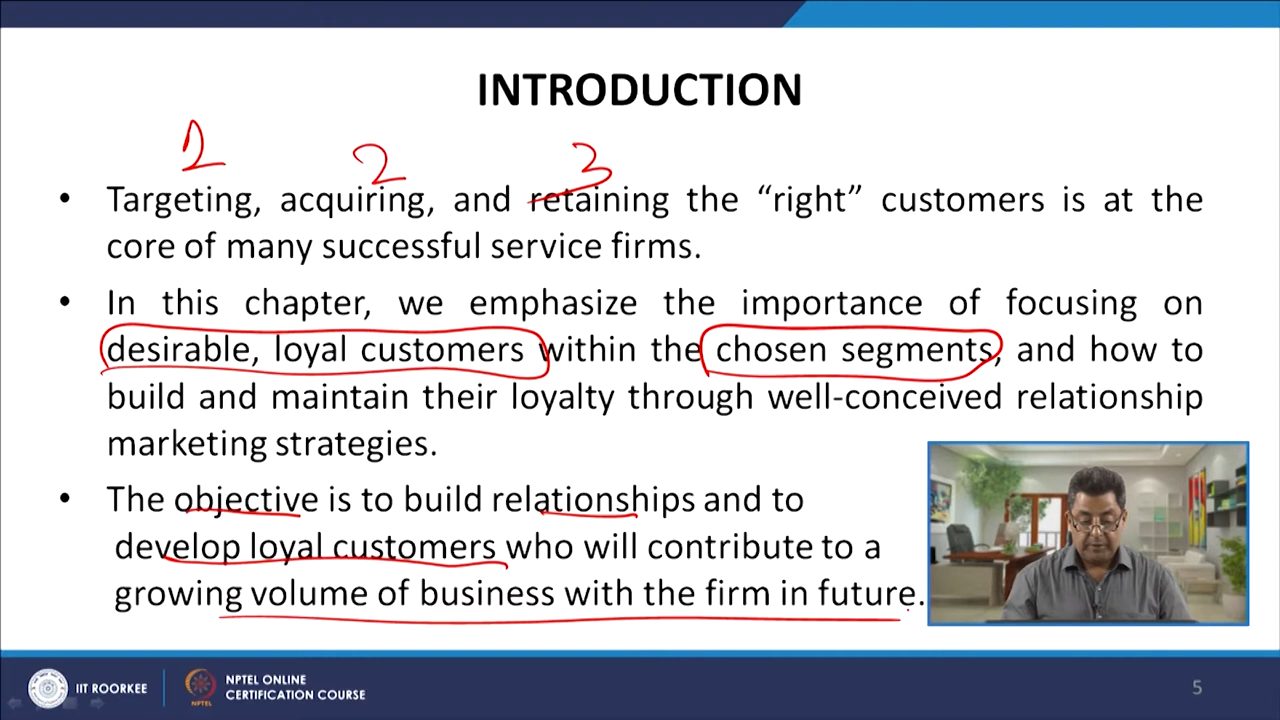 INTRODUCTION
1 2 3
• Targeting, acquiring, and retaining the “right” customers is at the
core of many successful service firms.
• In this chapter, we emphasize the importance of focusing on
desirable, loyal customers within the chosen segments, and how to
build and maintain their loyalty through well-conceived relationship
marketing strategies.
• The objective is to build relationships and to
develop loyal customers who will contribute to a
growing volume of business with the firm in future.
IIT ROORKEE
NPTEL
NPTEL ONLINE
CERTIFICATION COURSE
5